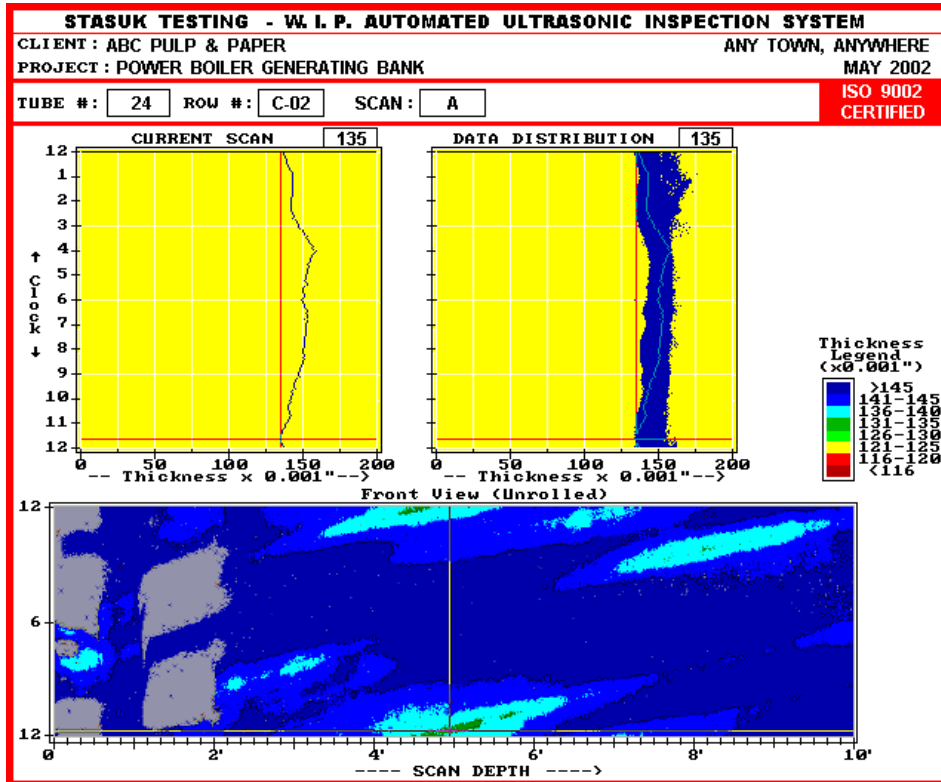 STASUK TESTING - W. I. P. AUTOMATED ULTRASONIC INSPECTION SYSTEM
CLIENT : ABC PULP & PAPER ANY TOWN, ANYWHERE
PROJECT : POWER BOILER GENERATING BANK MAY 2002
TUBE #: 24 ROW #: C-02 SCAN: A ISO 9002 CERTIFIED
CURRENT SCAN 135 DATA DISTRIBUTION 135
12
1
2
3
4
5
6
7
8
9
10
11
12
↑ Clock ↓
0 50 100 150 200
-- Thickness x 0.001"-->
0 50 100 150 200
-- Thickness x 0.001"-->
Thickness
Legend
(x0.001")
>145
141-145
136-140
131-135
126-130
121-125
116-120
<116
Front View (Unrolled)
12
6
12
0 2' 4' 6' 8' 10'
---- SCAN DEPTH ---->